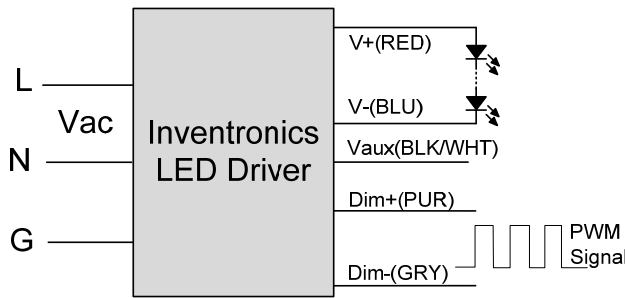 V+(RED)
L
Vac
V-(BLU)
Inventronics
LED Driver
Vaux(BLK/WHT)
N
Dim+(PUR)
G
PWM
Signal
Dim-(GRY)